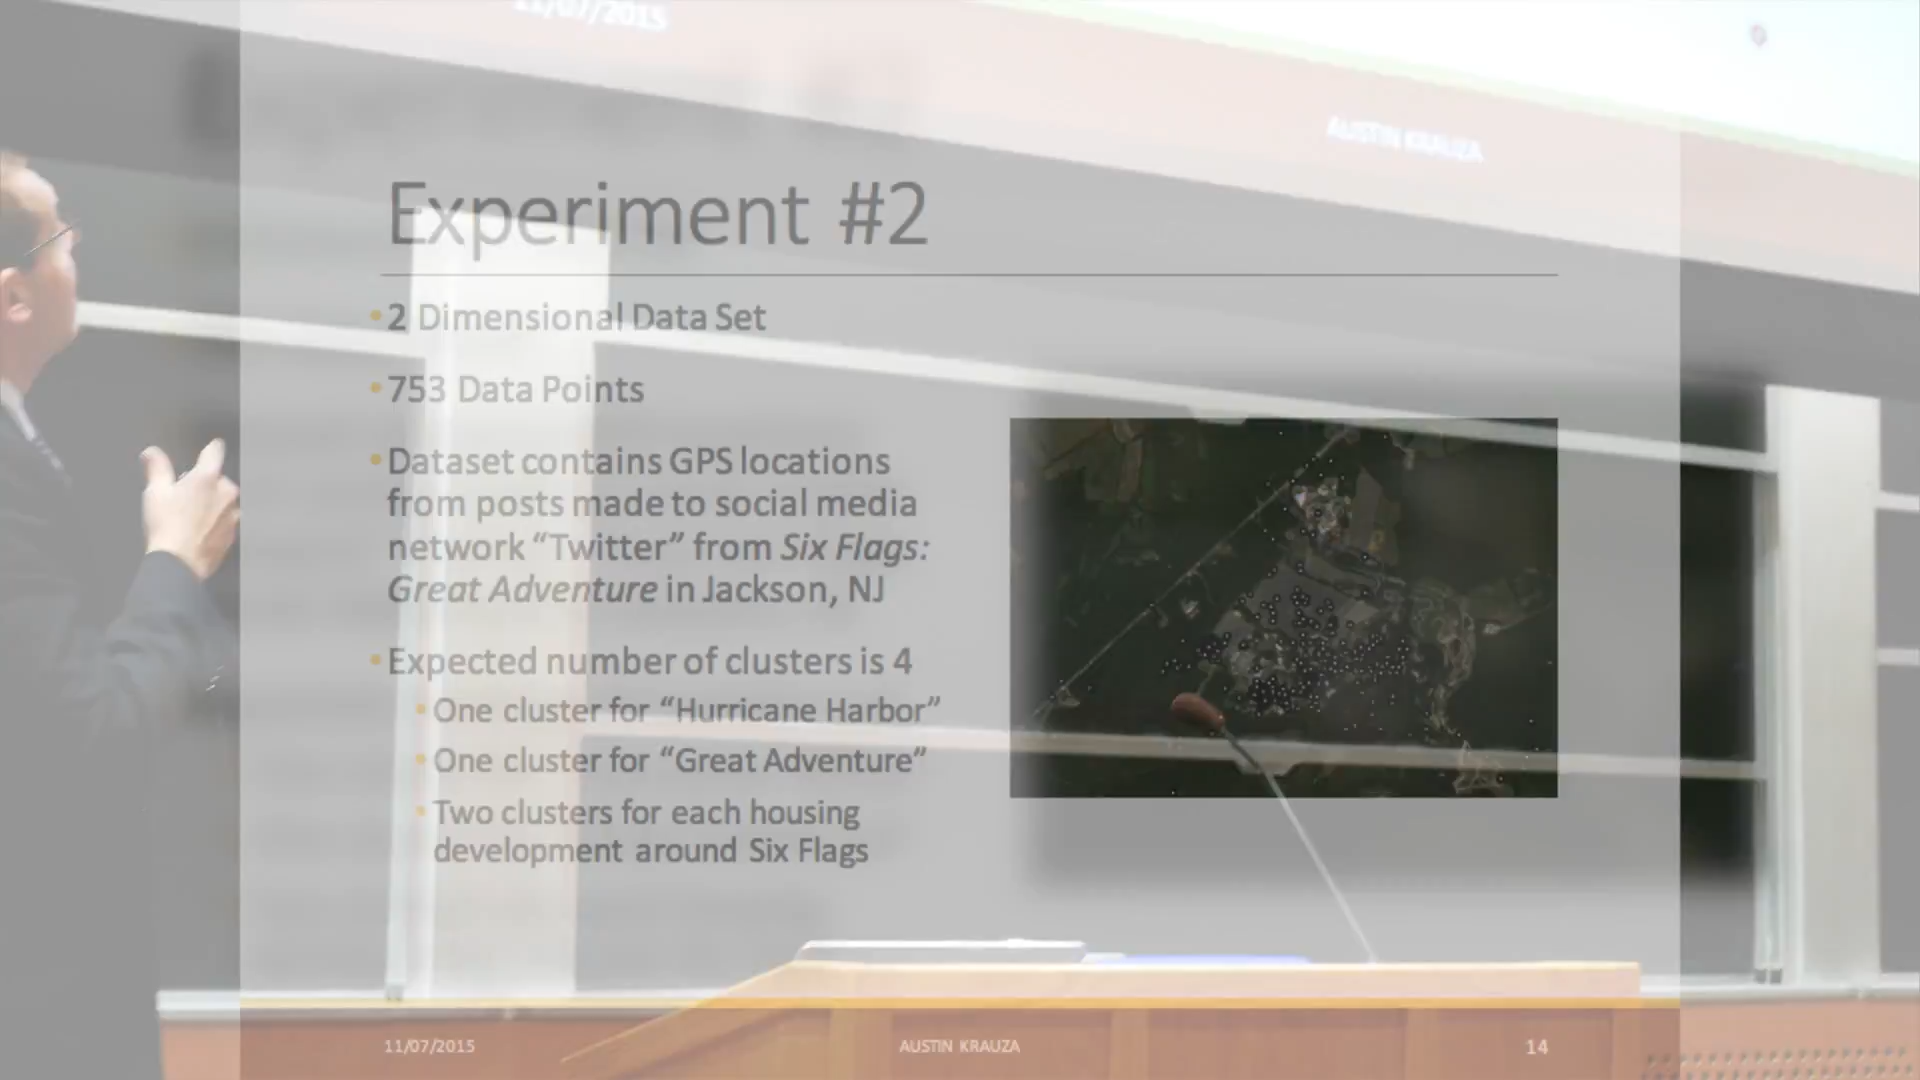 11/07/2015
AUSTIN KRAUZA
Experiment #2
• 2 Dimensional Data Set
• 753 Data Points
• Dataset contains GPS locations
from posts made to social media
network “Twitter” from Six Flags:
Great Adventure in Jackson, NJ
• Expected number of clusters is 4
• One cluster for “Hurricane Harbor”
• One cluster for “Great Adventure”
• Two clusters for each housing
development around Six Flags
11/07/2015
AUSTIN KRAUZA
14